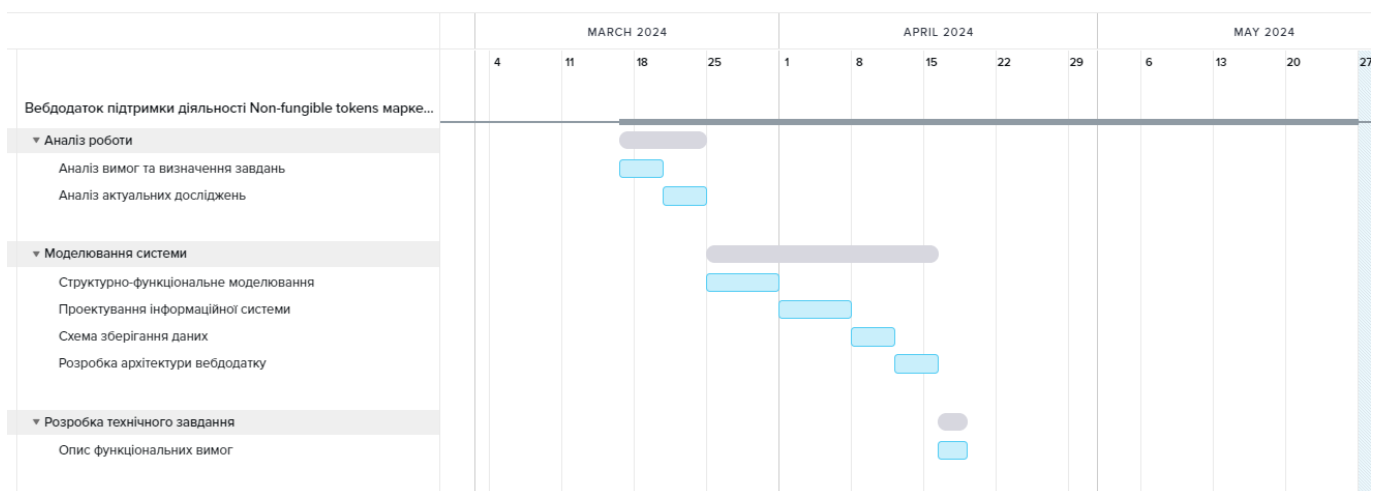 MARCH 2024 APRIL 2024 MAY 2024
4 11 18 25 1 8 15 22 29 6 13 20 27
Вебдодаток підтримки діяльності Non-fungible tokens марке...
Аналіз роботи
Аналіз вимог та визначення завдань
Аналіз актуальних досліджень
Моделювання системи
Структурно-функціональне моделювання
Проектування інформаційної системи
Схема зберігання даних
Розробка архітектури вебдодатку
Розробка технічного завдання
Опис функціональних вимог